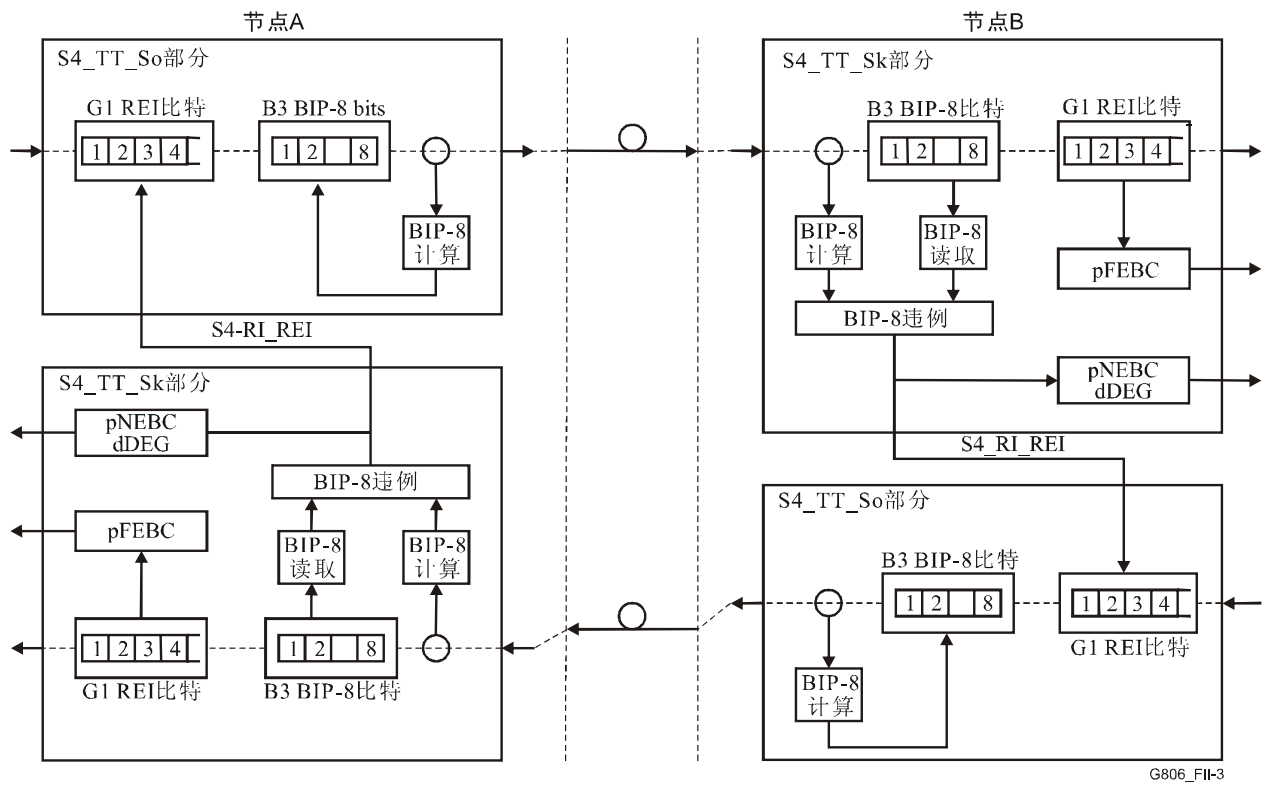 节点A
节点B
S4_TT_So部分
G1 REI比特
B3 BIP-8 bits
1 2 3 4
1 2 8
BIP-8
计算
S4-RI_REI
S4_TT_Sk部分
pNEBC
dDEG
BIP-8违例
pFEBC
BIP-8
读取
BIP-8
计算
1 2 3 4
1 2 8
G1 REI比特
B3 BIP-8比特
S4_TT_Sk部分
B3 BIP-8比特
G1 REI比特
1 2 8
1 2 3 4
BIP-8
计算
BIP-8
读取
pFEBC
BIP-8违例
pNEBC
dDEG
S4_RI_REI
S4_TT_So部分
B3 BIP-8比特
1 2 8
1 2 3 4
G1 REI比特
BIP-8
计算
G806_FII-3